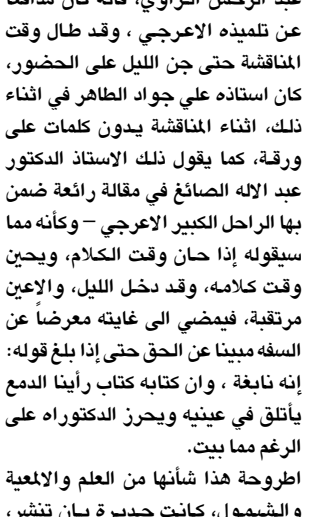 عبد الرحمن الراوي، فانه كان مدافعا
عن تلميذه الاعرجي ، وقد طال وقت
المناقشة حتى جن الليل على الحضور،
كان استاذه علي جواد الطاهر في اثناء
ذلك، اثناء المناقشة يدون كلمات على
ورقة، كما يقول ذلك الاستاذ الدكتور
عبد الاله الصائغ في مقالة رائعة ضمن
بها الراحل الكبير الاعرجي – وكأنه مما
سيقوله إذا حان وقت الكلام، ويحين
وقت كلامه، وقد دخل الليل، والاعين
مرتقبة، فيمضي الى غايته معرضاً عن
السفه مبينا عن الحق حتى إذا بلغ قوله:
إنه نابغة ، وان كتابه كتاب رأينا الدمع
يأتلق في عينيه ويحرز الدكتوراه على
الرغم مما بيت.
اطروحة هذا شأنها من العلم والالمعية
والشمول، كانت جديرة بان تنشر،